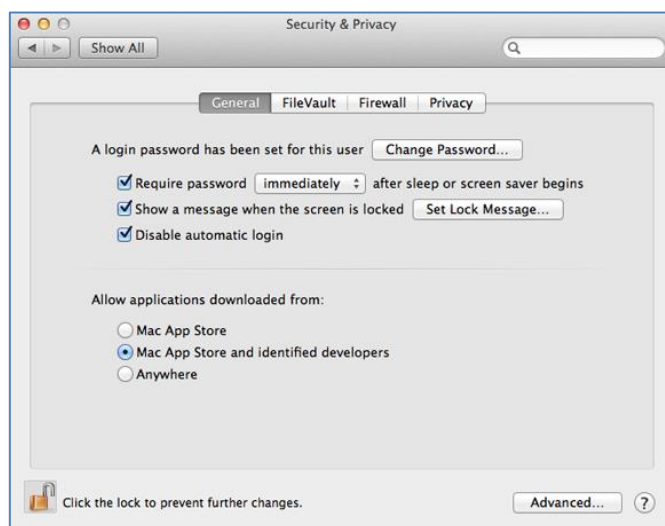 Security & Privacy
Show All
General FileVault Firewall Privacy
A login password has been set for this user Change Password...
Require password immediately after sleep or screen saver begins
Show a message when the screen is locked Set Lock Message...
Disable automatic login
Allow applications downloaded from:
Mac App Store
Mac App Store and identified developers
Anywhere
Click the lock to prevent further changes. Advanced... ?